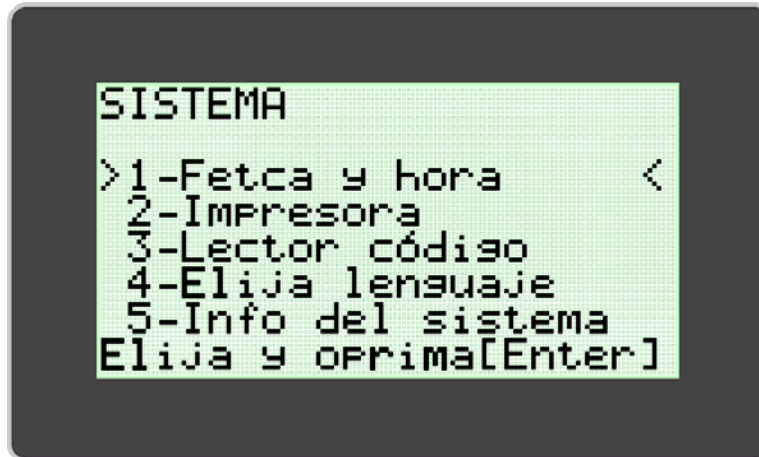 SISTEMA
>1-Fetca y hora <
2-Impresora
3-Lector código
4-Elija lenguaje
5-Info del sistema
Elija y oprima[Enter]